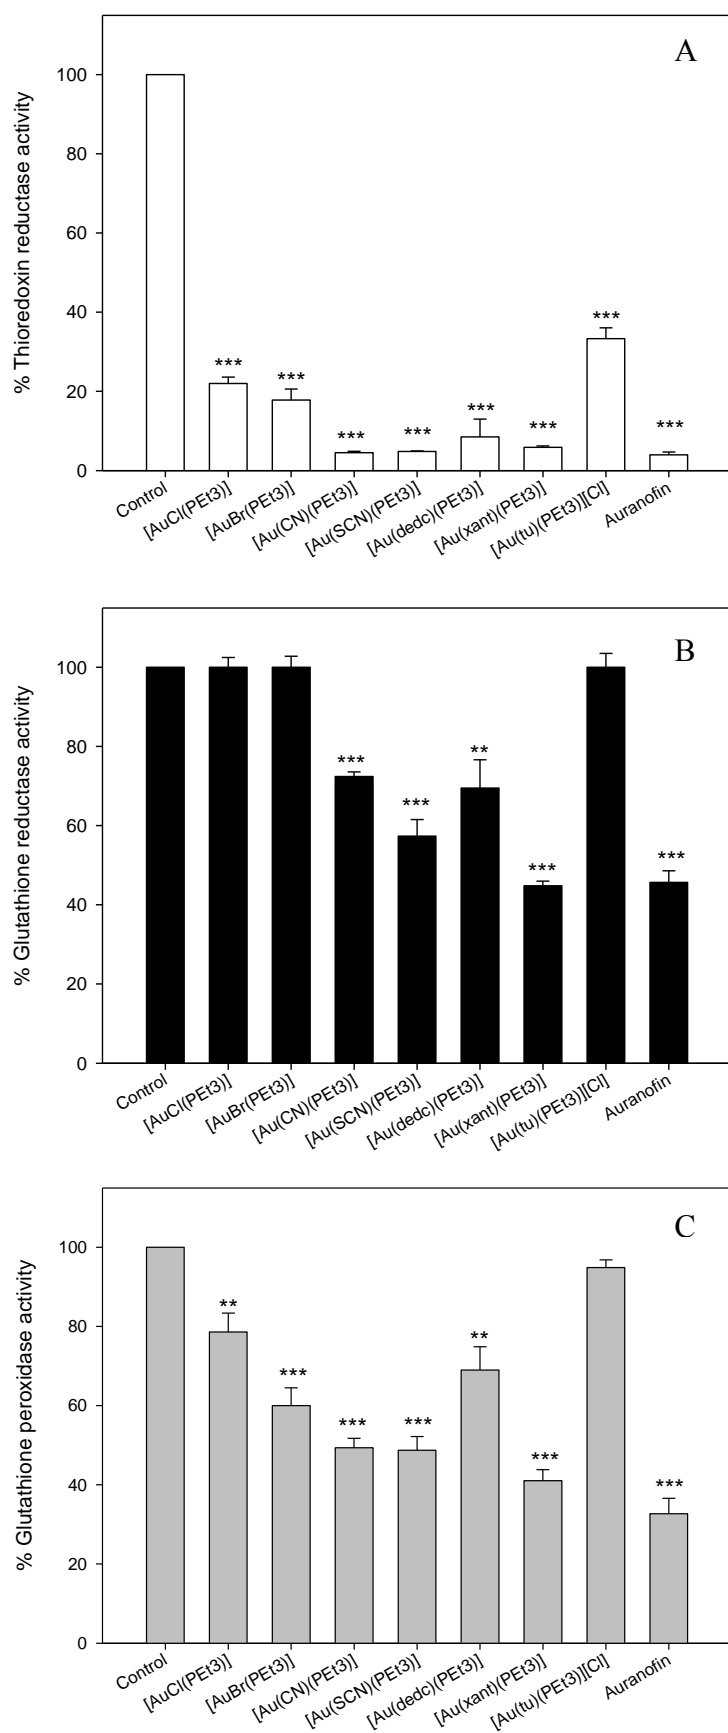 A
% Thioredoxin reductase activity
100
80
60
40
20
0
***
***
***
***
***
***
***
***
Control
[AuCl(PEt3)]
[AuBr(PEt3)]
[Au(CN)(PEt3)]
[Au(SCN)(PEt3)]
[Au(dedc)(PEt3)]
[Au(xant)(PEt3)]
[Au(tu)(PEt3)][Cl]
Auranofin
B
% Glutathione reductase activity
100
80
60
40
20
0
***
***
**
***
***
Control
[AuCl(PEt3)]
[AuBr(PEt3)]
[Au(CN)(PEt3)]
[Au(SCN)(PEt3)]
[Au(dedc)(PEt3)]
[Au(xant)(PEt3)]
[Au(tu)(PEt3)][Cl]
Auranofin
C
% Glutathione peroxidase activity
100
80
60
40
20
0
**
***
***
***
**
***
***
Control
[AuCl(PEt3)]
[AuBr(PEt3)]
[Au(CN)(PEt3)]
[Au(SCN)(PEt3)]
[Au(dedc)(PEt3)]
[Au(xant)(PEt3)]
[Au(tu)(PEt3)][Cl]
Auranofin